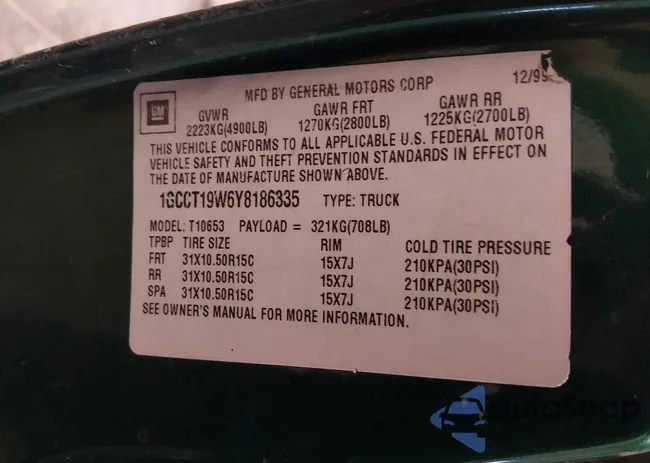 MFD BY GENERAL MOTORS CORP 12/99
GM GVWR GAWR FRT GAWR RR
2223KG(4900LB) 1270KG(2800LB) 1225KG(2700LB)
THIS VEHICLE CONFORMS TO ALL APPLICABLE U.S. FEDERAL MOTOR
VEHICLE SAFETY AND THEFT PREVENTION STANDARDS IN EFFECT ON
THE DATE OF MANUFACTURE SHOWN ABOVE.
1GCCT19W6Y8186335 TYPE: TRUCK
MODEL: T10653 PAYLOAD = 321KG(708LB)
TPBP TIRE SIZE RIM COLD TIRE PRESSURE
FRT 31X10.50R15C 15X7J 210KPA(30PSI)
RR 31X10.50R15C 15X7J 210KPA(30PSI)
SPA 31X10.50R15C 15X7J 210KPA(30PSI)
SEE OWNER'S MANUAL FOR MORE INFORMATION.
AutoSnap